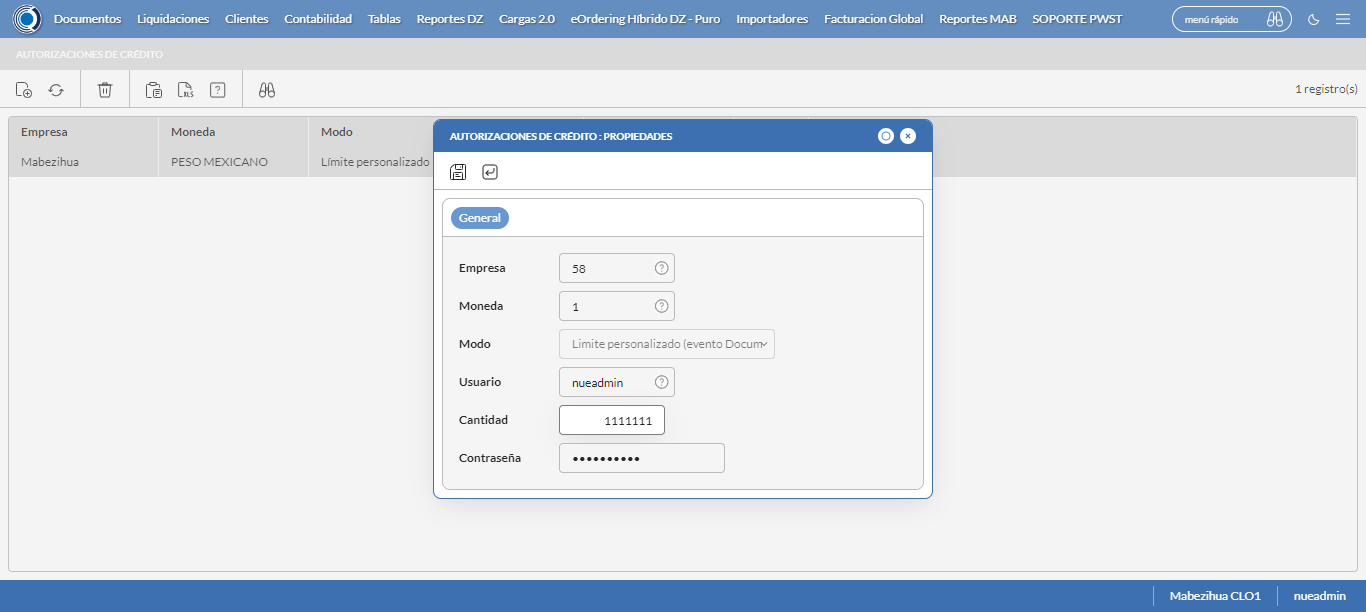 Documentos Liquidaciones Clientes Contabilidad Tablas Reportes DZ Cargas 2.0 eOrdering Híbrido DZ - Puro Importadores Facturacion Global Reportes MAB SOPORTE PWST menú rápido
AUTORIZACIONES DE CRÉDITO
XLS ? 1 registro(s)
Empresa Moneda Modo
Mabezihua PESO MEXICANO Límite personalizado
AUTORIZACIONES DE CRÉDITO : PROPIEDADES
General
Empresa 58 ?
Moneda 1 ?
Modo Limite personalizado (evento Docum
Usuario nueadmin ?
Cantidad 1111111
Contraseña ••••••••••
Mabezihua CLO1 nueadmin